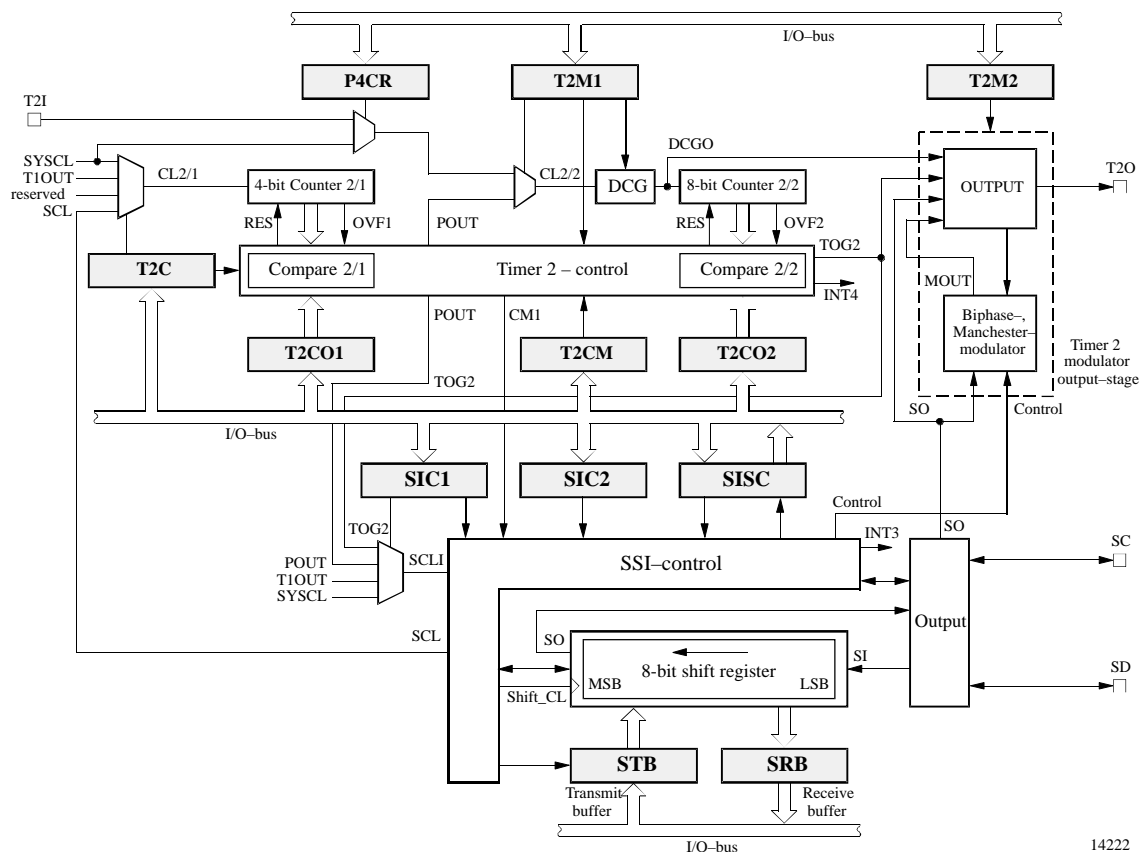 I/O–bus
P4CR
T2M1
T2M2
T2I
DCGO
SYSCL
T1OUT
reserved
SCL
CL2/1
4-bit Counter 2/1
CL2/2
DCG
8-bit Counter 2/2
OUTPUT
T2O
RES
OVF1
POUT
RES
OVF2
TOG2
T2C
Compare 2/1
Timer 2 – control
Compare 2/2
INT4
MOUT
POUT
CM1
Biphase–,
Manchester–
modulator
Timer 2
modulator
output–stage
T2CO1
T2CM
T2CO2
TOG2
SO
Control
I/O–bus
SIC1
SIC2
SISC
Control
TOG2
INT3
SO
POUT
T1OUT
SYSCL
SCLI
SSI–control
SC
Output
SCL
SO
SI
8-bit shift register
MSB
LSB
Shift_CL
SD
STB
SRB
Transmit
buffer
Receive
buffer
I/O–bus
14222